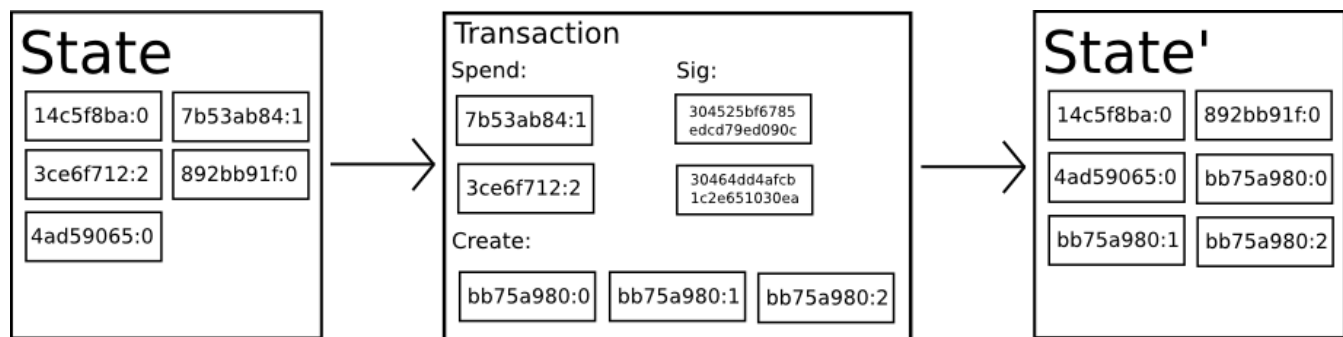 State
14c5f8ba:0 7b53ab84:1
3ce6f712:2 892bb91f:0
4ad59065:0
Transaction
Spend: Sig:
7b53ab84:1
304525bf6785
edcd79ed090c
3ce6f712:2
30464dd4afcb
1c2e651030ea
Create:
bb75a980:0 bb75a980:1 bb75a980:2
State'
14c5f8ba:0 892bb91f:0
4ad59065:0 bb75a980:0
bb75a980:1 bb75a980:2